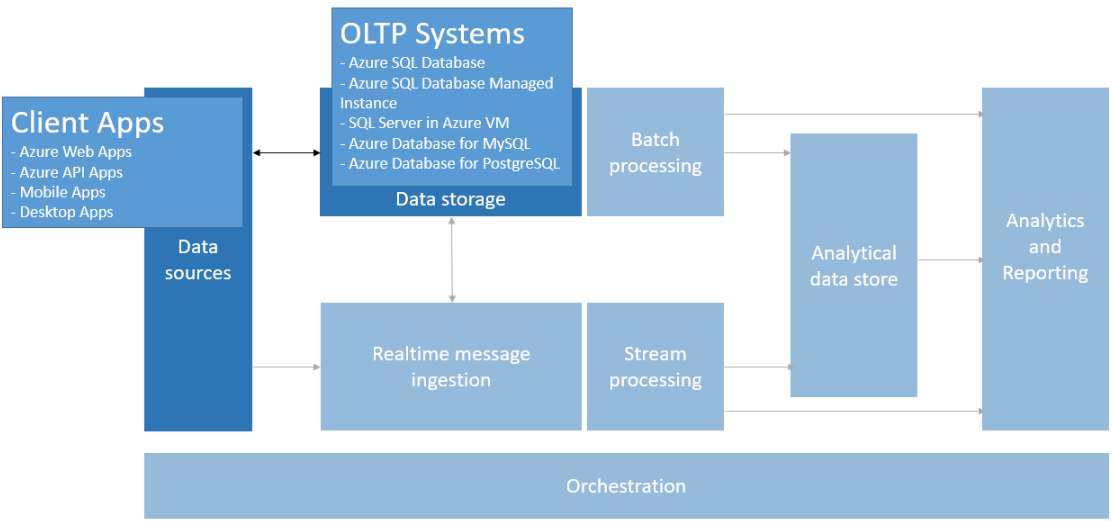 OLTP Systems
- Azure SQL Database
- Azure SQL Database Managed
Instance
- SQL Server in Azure VM
- Azure Database for MySQL
- Azure Database for PostgreSQL
Data storage
Client Apps
- Azure Web Apps
- Azure API Apps
- Mobile Apps
- Desktop Apps
Data
sources
Batch
processing
Realtime message
ingestion
Stream
processing
Analytical
data store
Analytics
and
Reporting
Orchestration